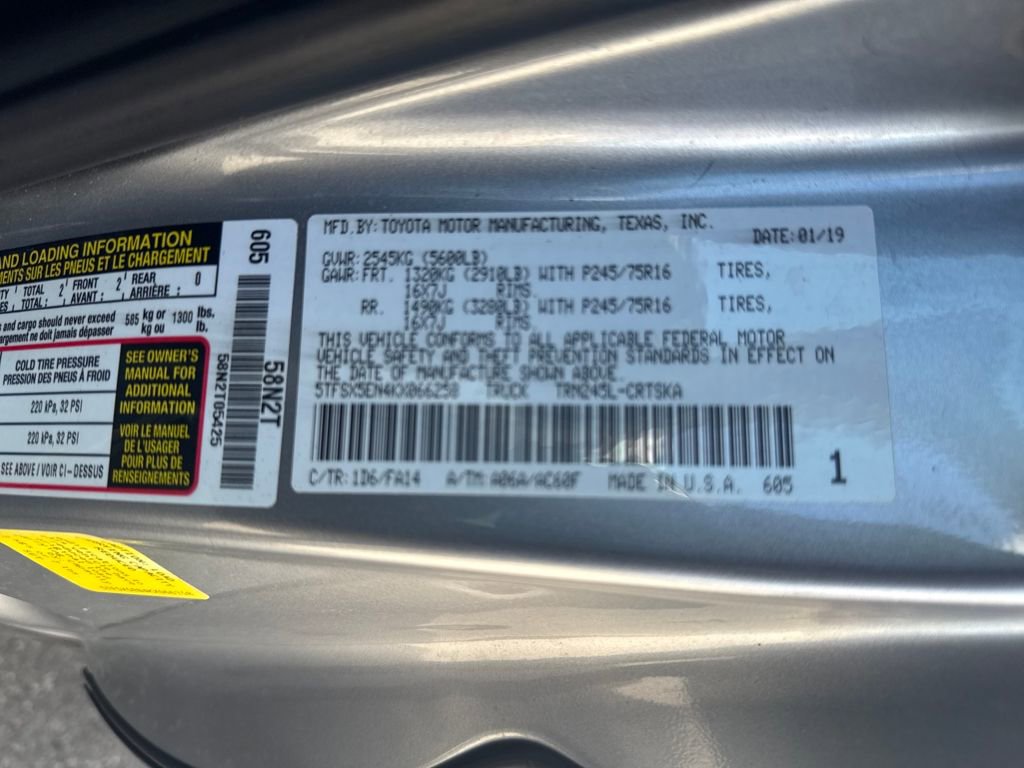 AND LOADING INFORMATION
MENTS SUR LES PNEUS ET LE CHARGEMENT
TOTAL 2 FRONT 2 REAR 0
AVANT : ARRIÈRE :
s and cargo should never exceed 585 kg or 1300 lbs.
argement ne doit jamais dépasser kg ou lb.
COLD TIRE PRESSURE
PRESSION DES PNEUS À FROID
220 kPa, 32 PSI
220 kPa, 32 PSI
SEE ABOVE / VOIR CI-DESSUS
SEE OWNER'S
MANUAL FOR
ADDITIONAL
INFORMATION
VOIR LE MANUEL
DE L'USAGER
POUR PLUS DE
RENSEIGNEMENTS
605
58N2T
58N2T05425
MFD.BY:TOYOTA MOTOR MANUFACTURING, TEXAS, INC.
DATE:01/19
GVWR:2545KG (5600LB)
GAWR:FRT. 1320KG (2910LB) WITH P245/75R16 TIRES,
16X7J RIMS
RR. 1490KG (3280LB) WITH P245/75R16 TIRES,
16X7J RIMS
THIS VEHICLE CONFORMS TO ALL APPLICABLE FEDERAL MOTOR
VEHICLE SAFETY AND THEFT PREVENTION STANDARDS IN EFFECT ON
THE DATE OF MANUFACTURE SHOWN ABOVE
5TFSX5EN4KX066258 TRUCK TRN245L-CRTSKA
C/TR:1D6/FA14 A/TM:A06A/AC60F MADE IN U.S.A. 605
1